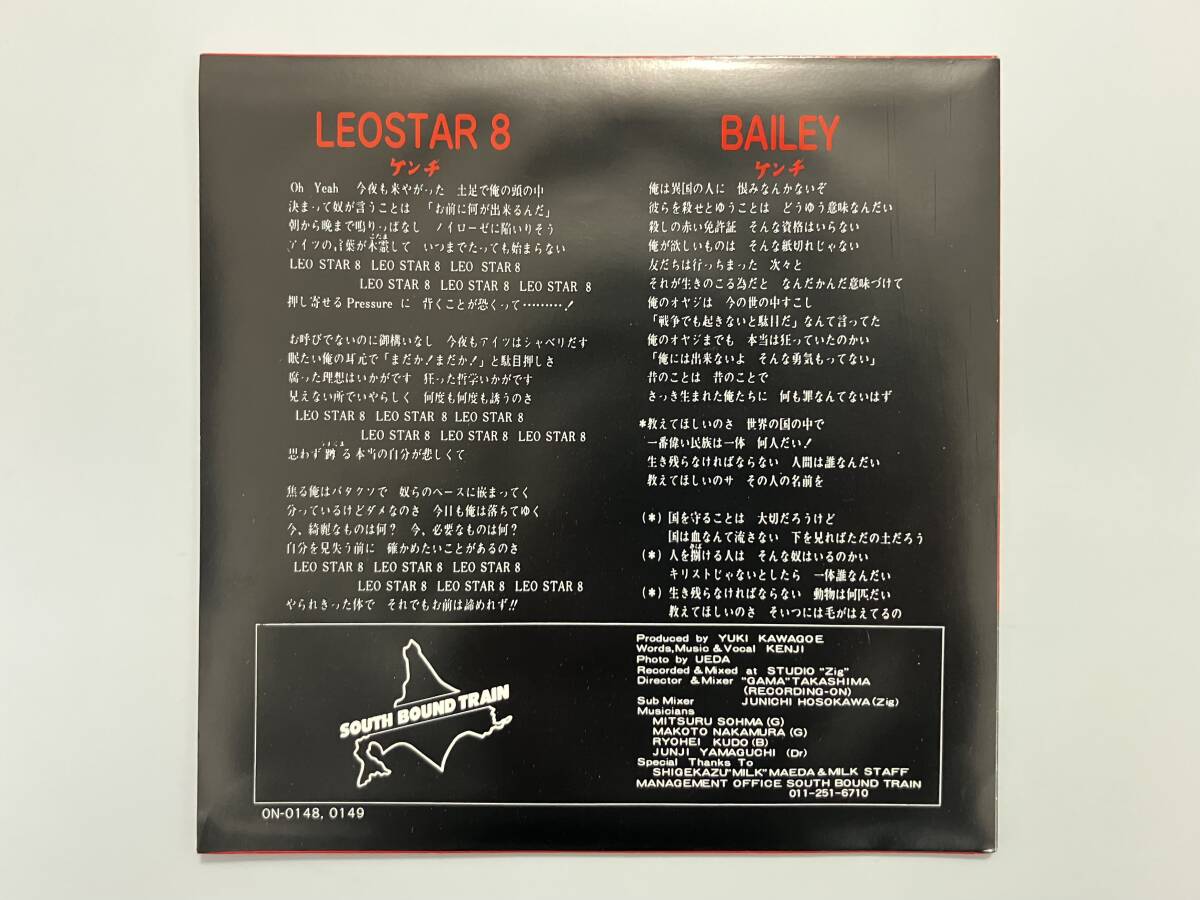 LEOSTAR 8
ケンヂ
Oh Yeah　今夜も来やがった　土足で俺の頭の中
決まって奴が言うことは　「お前に何が出来るんだ」
朝から晩まで鳴りっぱなし　ノイローゼに陥いりそう
こだま
アイツの言葉が木霊して　いつまでたっても始まらない
LEO STAR 8　LEO STAR 8　LEO STAR 8
LEO STAR 8　LEO STAR 8　LEO STAR 8
押し寄せる Pressure に　背くことが恐くって………！
お呼びでないのに御構いなし　今夜もアイツはシャベリだす
眠たい俺の耳元で「まだか！まだか！」と駄目押しさ
腐った理想はいかがです　狂った哲学いかがです
見えない所でいやらしく　何度も何度も誘うのさ
LEO STAR 8　LEO STAR 8　LEO STAR 8
LEO STAR 8　LEO STAR 8　LEO STAR 8
思わず る本当の自分が悲しくて
焦る俺はバタクソで　奴らのペースに嵌まってく
分っているけどダメなのさ　今日も俺は落ちてゆく
今、綺麗なものは何？　今、必要なものは何？
自分を見失う前に　確かめたいことがあるのさ
LEO STAR 8　LEO STAR 8　LEO STAR 8
LEO STAR 8　LEO STAR 8　LEO STAR 8
やられきった体で　それでもお前は諦めれず!!
BAILEY
ケンヂ
俺は異国の人に　恨みなんかないぞ
彼らを殺せとゆうことは　どうゆう意味なんだい
殺しの赤い免許証　そんな資格はいらない
俺が欲しいものは　そんな紙切れじゃない
友だちは行っちまった　次々と
それが生きのこる為だと　なんだかんだ意味づけて
俺のオヤジは　今の世の中すこし
「戦争でも起きないと駄目だ」なんて言ってた
俺のオヤジまでも　本当は狂っていたのかい
「俺には出来ないよ　そんな勇気もってない」
昔のことは　昔のことで
さっき生まれた俺たちに　何も罪なんてないはず
＊教えてほしいのさ　世界の国の中で
一番偉い民族は一体　何人だい！
生き残らなければならない　人間は誰なんだい
教えてほしいのサ　その人の名前を
(＊) 国を守ることは　大切だろうけど
国は血なんて流さない　下を見ればただの土だろう
(＊) 人を捌ける人は　そんな奴はいるのかい
キリストじゃないとしたら　一体誰なんだい
(＊) 生き残らなければならない　動物は何匹だい
教えてほしいのさ　そいつには毛がはえてるの
SOUTH BOUND TRAIN
Produced by YUKI KAWAGOE
Words,Music & Vocal KENJI
Photo by UEDA
Recorded & Mixed at STUDIO "Zig"
Director & Mixer "GAMA" TAKASHIMA
(RECORDING-ON)
Sub Mixer JUNICHI HOSOKAWA(Zig)
Musicians
MITSURU SOHMA (G)
MAKOTO NAKAMURA (G)
RYOHEI KUDO (B)
JUNJI YAMAGUCHI (Dr)
Special Thanks To
SHIGEKAZU"MILK"MAEDA & MILK STAFF
MANAGEMENT OFFICE SOUTH BOUND TRAIN
011-251-6710
ON-0148, 0149